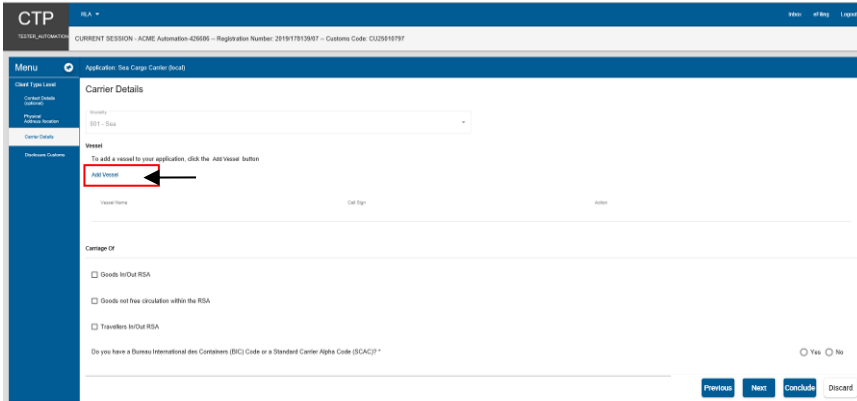 CTP
RLA
Inbox eFiling Logout
TESTER_AUTOMATION
CURRENT SESSION - ACME Automation-426686 -- Registration Number: 2019/178139/07 -- Customs Code: CU25010797
Menu
Application: Sea Cargo Carrier (local)
Client Type Level
Contact Details
(optional)
Physical
Address/location
Carrier Details
Disclosure Customs
Carrier Details
Modality
501 - Sea
Vessel
To add a vessel to your application, click the Add Vessel button
Add Vessel
Vessel Name Call Sign Action
Carriage Of
Goods In/Out RSA
Goods not free circulation within the RSA
Travellers In/Out RSA
Do you have a Bureau International des Containers (BIC) Code or a Standard Carrier Alpha Code (SCAC)? *
Yes No
Previous Next Conclude Discard